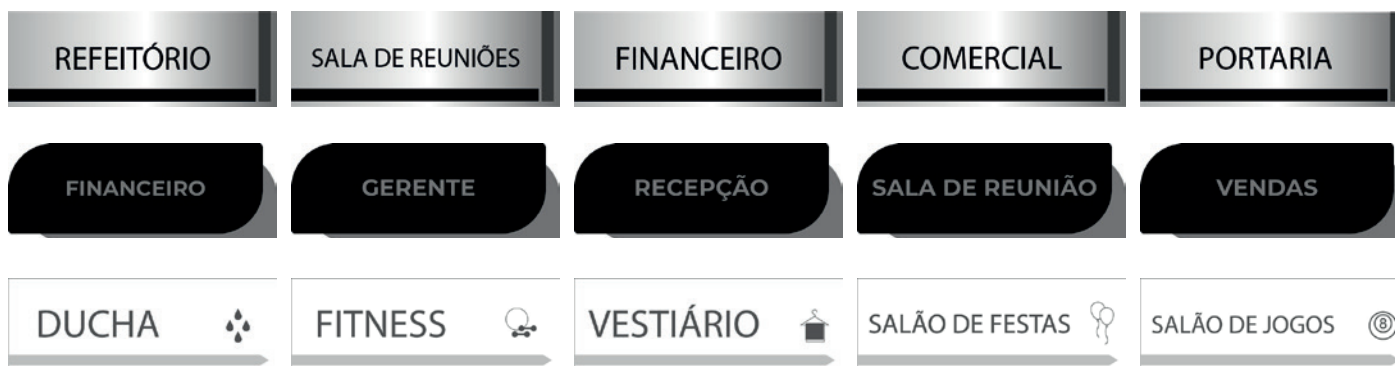 REFEITÓRIO
SALA DE REUNIÕES
FINANCEIRO
COMERCIAL
PORTARIA
FINANCEIRO
GERENTE
RECEPÇÃO
SALA DE REUNIÃO
VENDAS
DUCHA
FITNESS
VESTIÁRIO
SALÃO DE FESTAS
SALÃO DE JOGOS
8